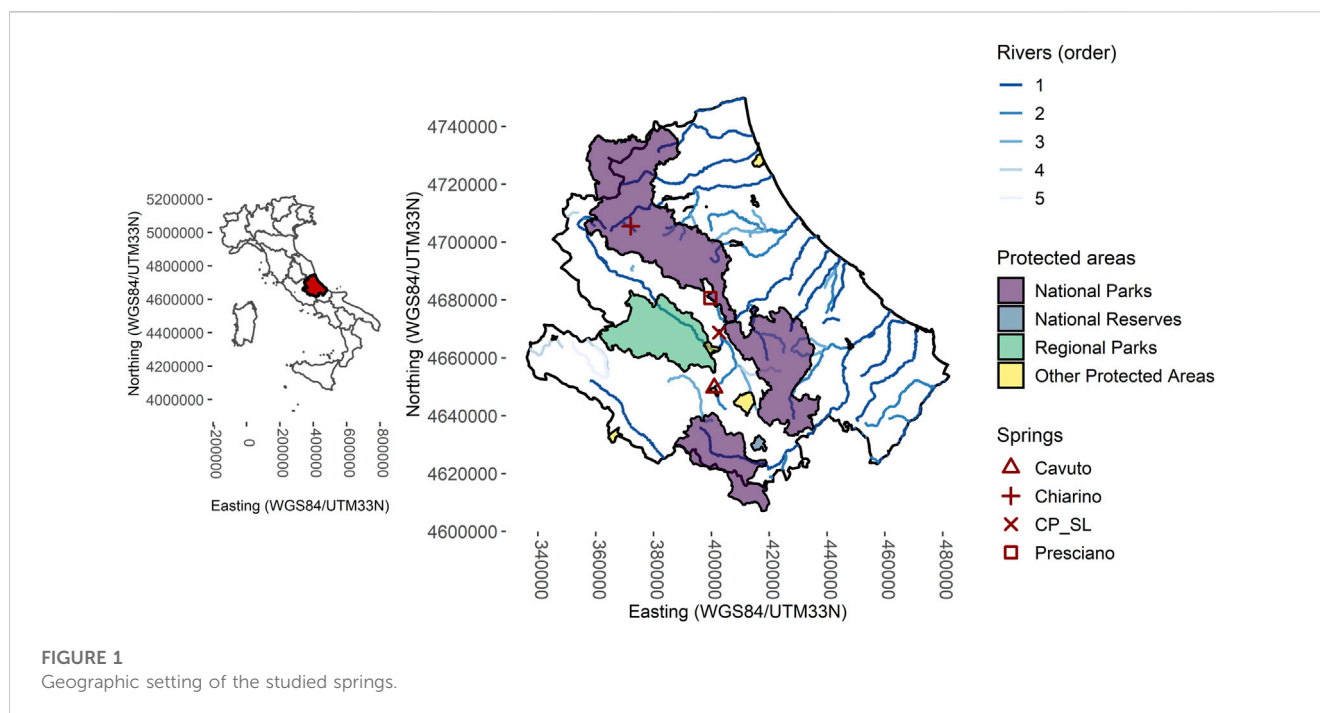 Northing (WGS84/UTM33N)
5200000
5000000
4800000
4600000
4400000
4200000
4000000
-200000
0
200000
400000
600000
800000
Easting (WGS84/UTM33N)
Northing (WGS84/UTM33N)
4740000
4720000
4700000
4680000
4660000
4640000
4620000
4600000
340000
360000
380000
400000
420000
440000
460000
480000
Easting (WGS84/UTM33N)
Rivers (order)
1
2
3
4
5
Protected areas
National Parks
National Reserves
Regional Parks
Other Protected Areas
Springs
Cavuto
Chiarino
CP_SL
Presciano
FIGURE 1
Geographic setting of the studied springs.